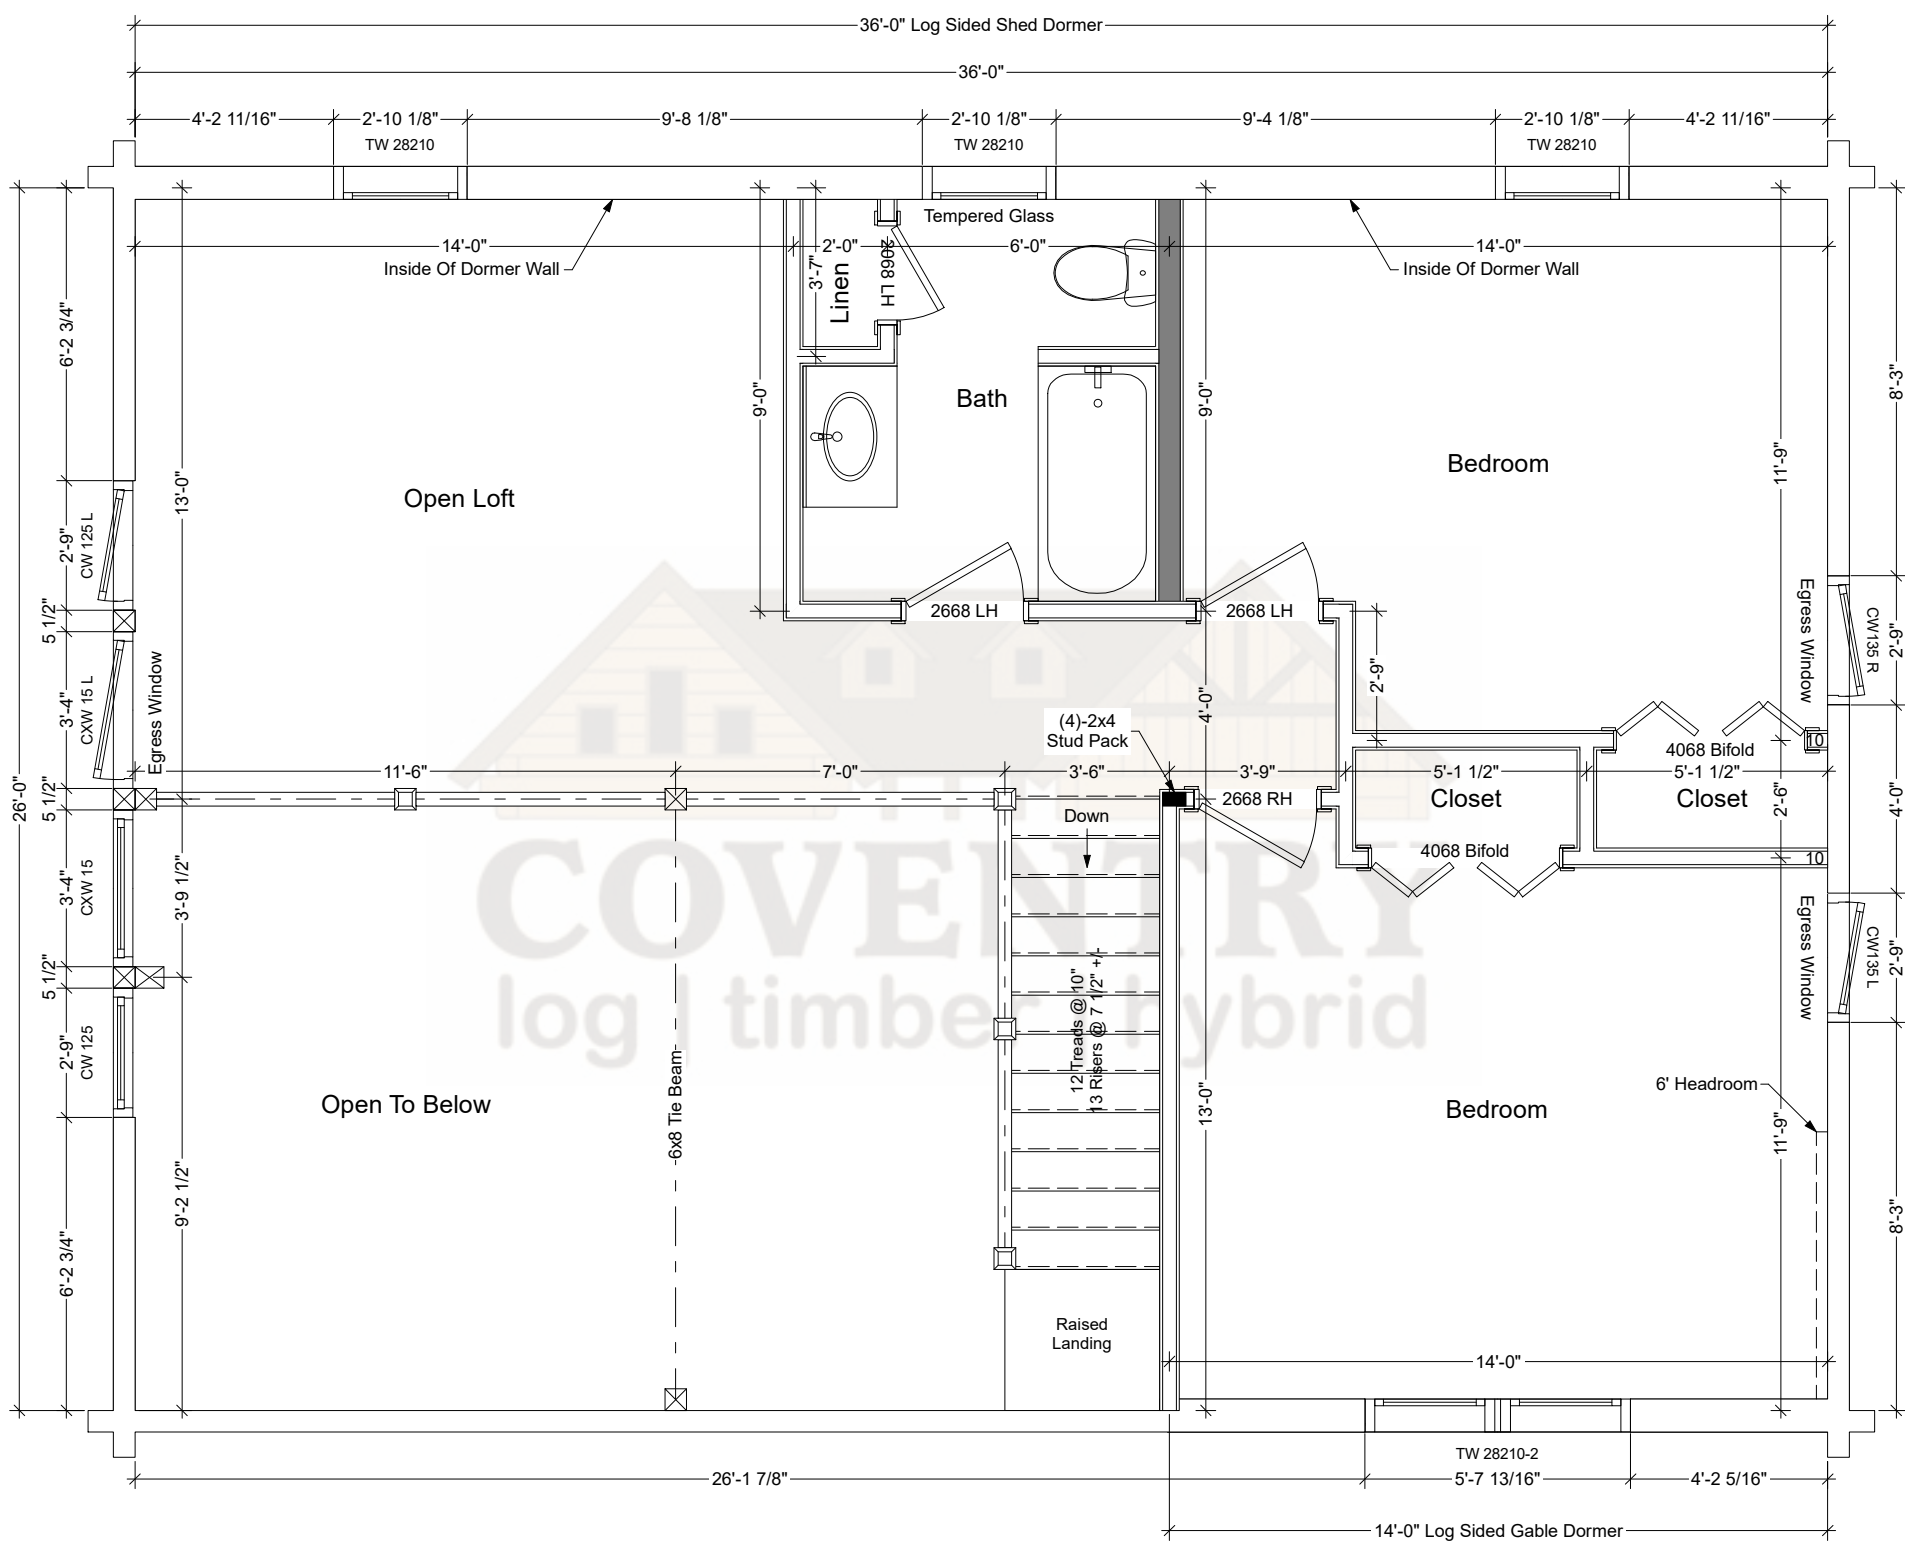 36'-0" Log Sided Shed Dormer
36'-0"
4'-2 11/16"
2'-10 1/8"
9'-8 1/8"
2'-10 1/8"
9'-4 1/8"
2'-10 1/8"
4'-2 11/16"
TW 28210
TW 28210
TW 28210
Tempered Glass
14'-0"
2'-0"
6'-0"
14'-0"
Inside Of Dormer Wall
Inside Of Dormer Wall
3'-7"
Linen
2068 LH
6'-2 3/4"
8'-3"
9'-0"
Bath
9'-0"
Bedroom
11'-9"
13'-0"
Open Loft
2'-9"
CW 125 L
5 1/2"
2668 LH
2668 LH
Egress Window
CW135 R
2'-9"
3'-4"
CXW 15 L
Egress Window
4'-0"
2'-9"
(4)-2x4
Stud Pack
4068 Bifold
10
11'-6"
7'-0"
3'-6"
3'-9"
5'-1 1/2"
5'-1 1/2"
26'-0"
5 1/2"
2668 RH
Closet
Closet
2'-6"
4'-0"
Down
4068 Bifold
10
3'-4"
CXW 15
3'-9 1/2"
COVENTRY
log | timber | hybrid
Egress Window
CW135 L
2'-9"
5 1/2"
12 Treads @ 10"
13 Risers @ 7 1/2" +/-
2'-9"
CW 125
6x8 Tie Beam
Open To Below
13'-0"
Bedroom
6' Headroom
11'-9"
9'-2 1/2"
8'-3"
6'-2 3/4"
Raised
Landing
14'-0"
TW 28210-2
26'-1 7/8"
5'-7 13/16"
4'-2 5/16"
14'-0" Log Sided Gable Dormer